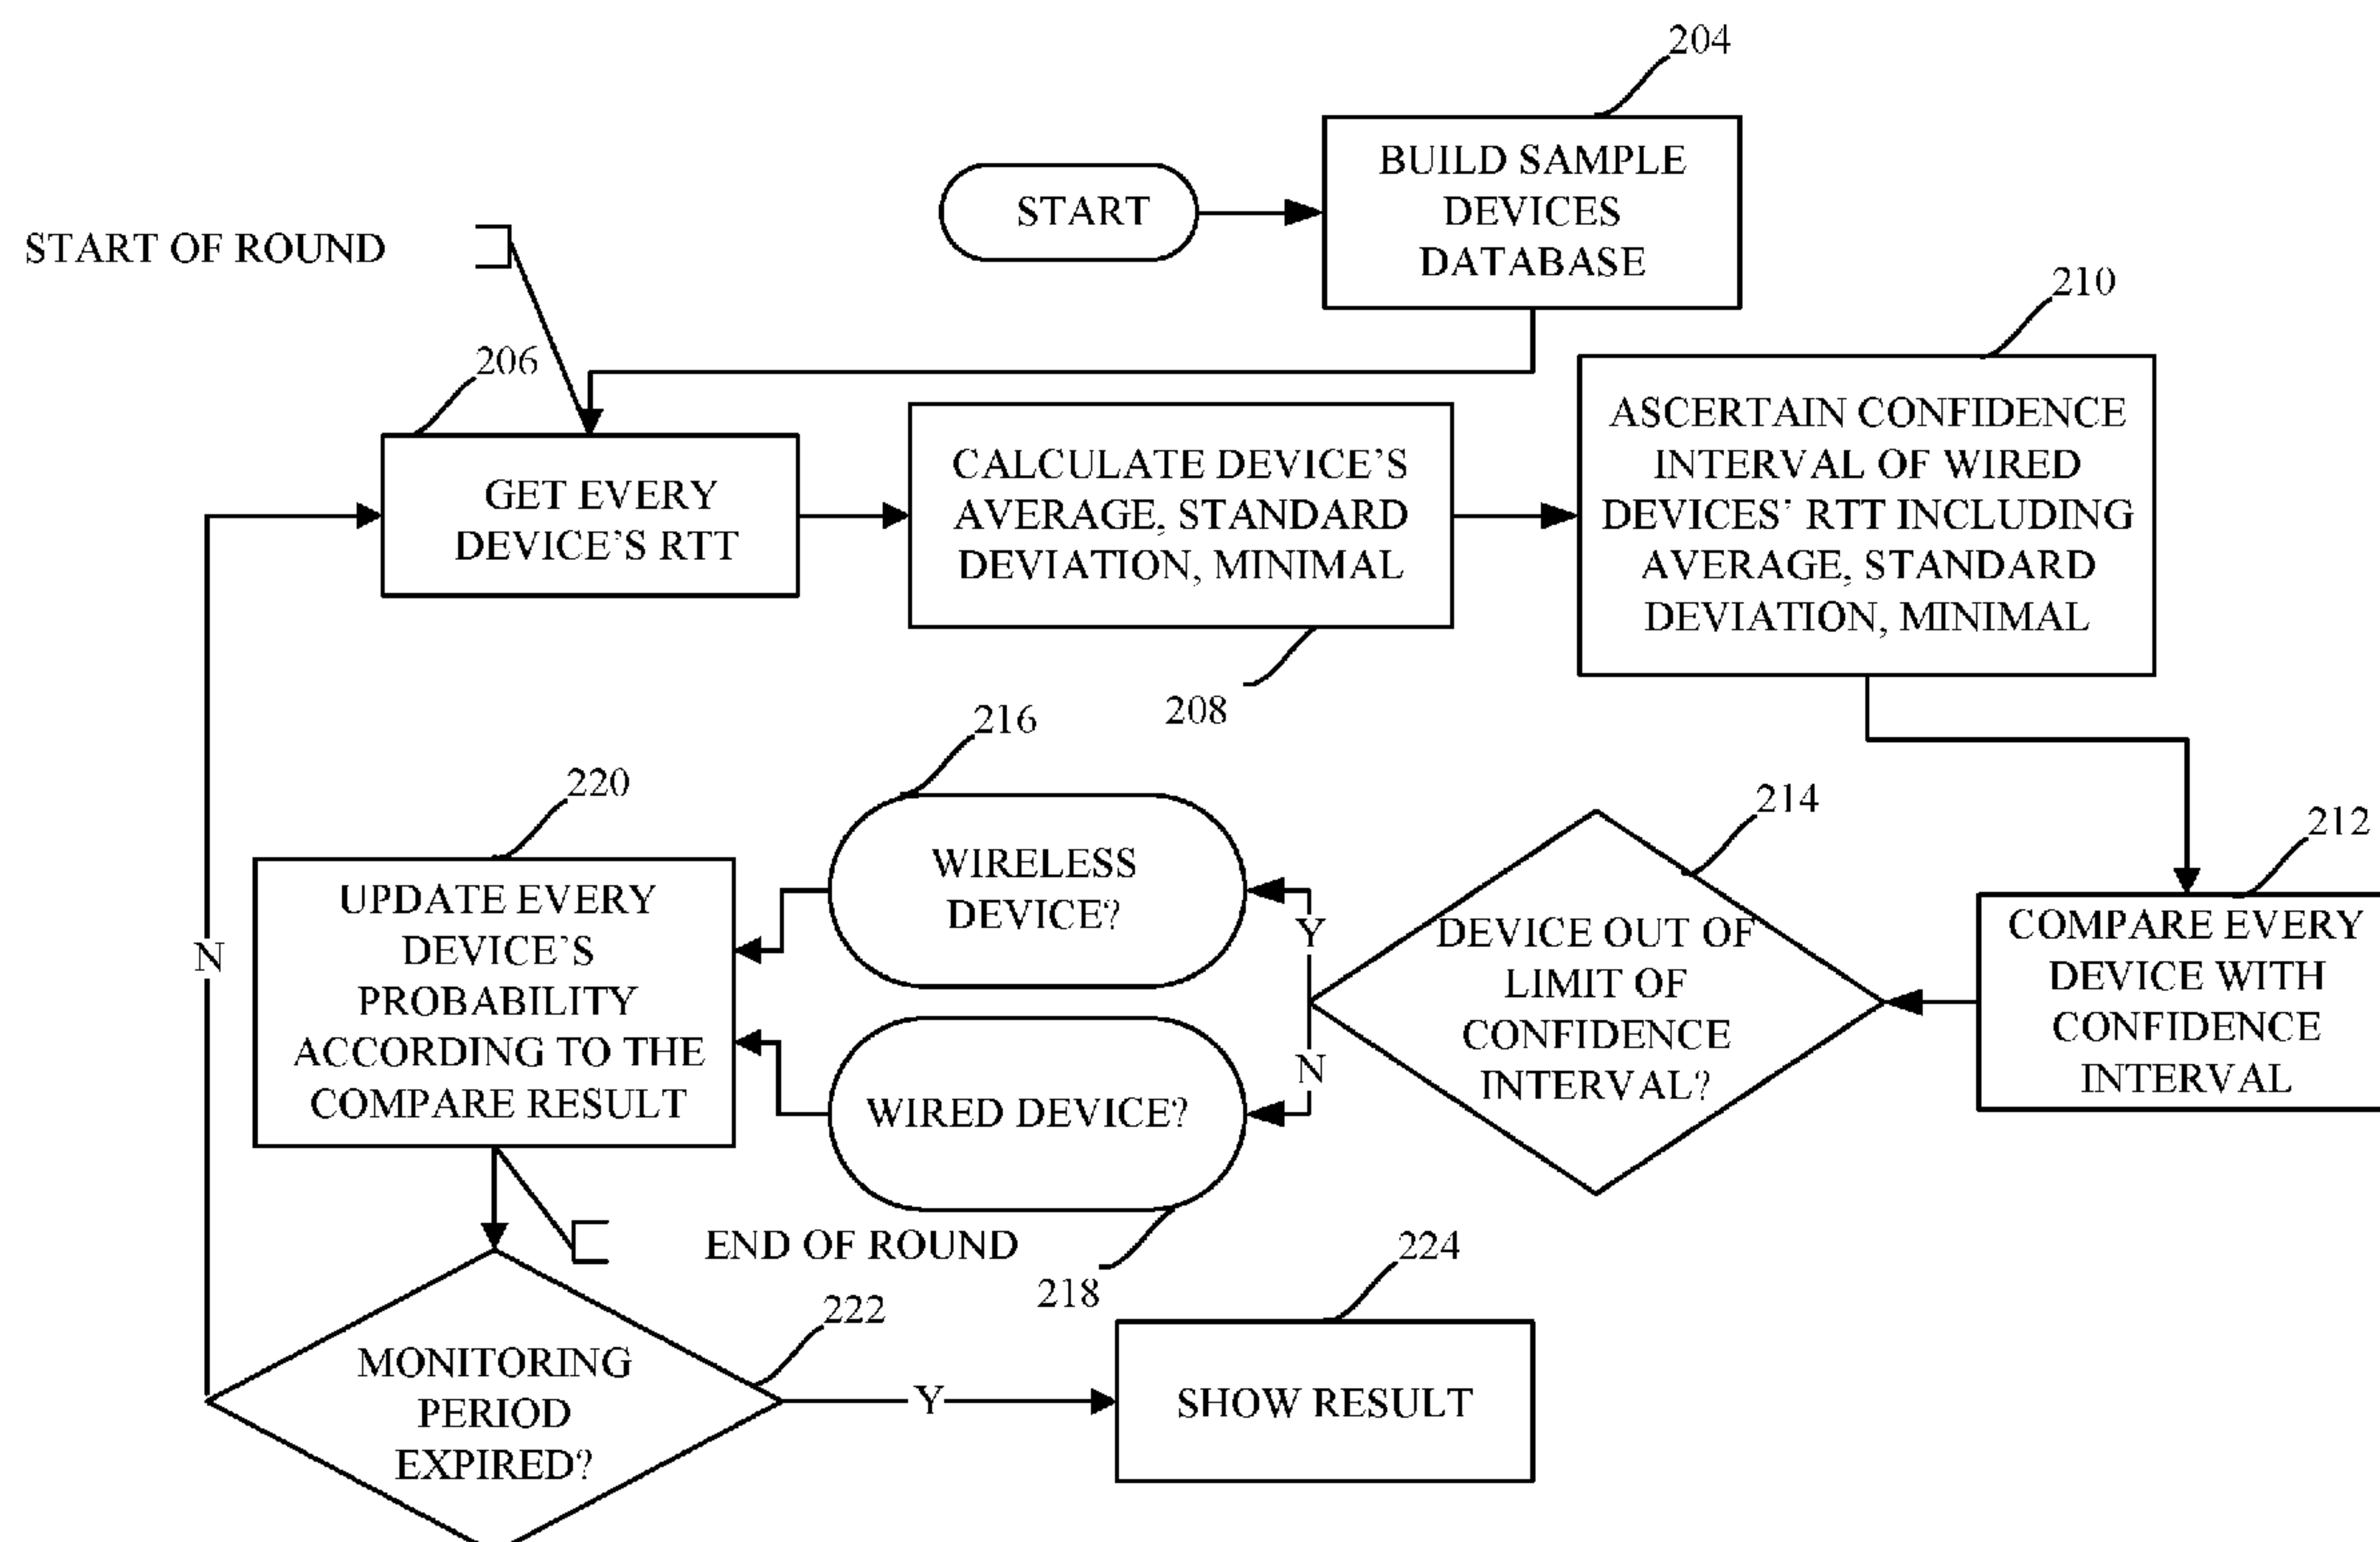 204
START
BUILD SAMPLE
DEVICES
DATABASE
START OF ROUND
210
206
GET EVERY
DEVICE'S RTT
CALCULATE DEVICE'S
AVERAGE, STANDARD
DEVIATION, MINIMAL
208
ASCERTAIN CONFIDENCE
INTERVAL OF WIRED
DEVICES' RTT INCLUDING
AVERAGE, STANDARD
DEVIATION, MINIMAL
212
COMPARE EVERY
DEVICE WITH
CONFIDENCE
INTERVAL
214
DEVICE OUT OF
LIMIT OF
CONFIDENCE
INTERVAL?
Y
N
216
WIRELESS
DEVICE?
WIRED DEVICE?
218
220
UPDATE EVERY
DEVICE'S
PROBABILITY
ACCORDING TO THE
COMPARE RESULT
N
END OF ROUND
222
MONITORING
PERIOD
EXPIRED?
Y
224
SHOW RESULT